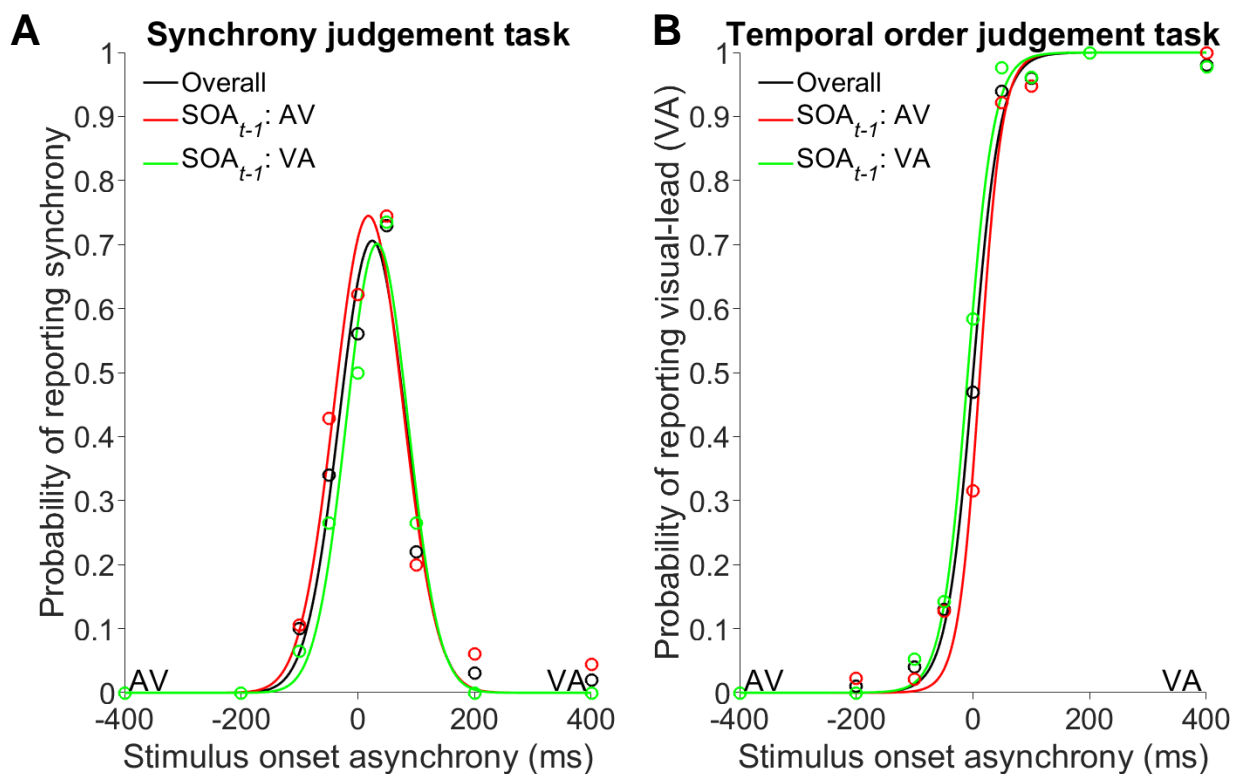 A
Synchrony judgement task
Probability of reporting synchrony
1
0.9
0.8
0.7
0.6
0.5
0.4
0.3
0.2
0.1
0
Overall
SOAt-1: AV
SOAt-1: VA
AV
VA
-400
-200
0
200
400
Stimulus onset asynchrony (ms)
B
Temporal order judgement task
Probability of reporting visual-lead (VA)
1
0.9
0.8
0.7
0.6
0.5
0.4
0.3
0.2
0.1
0
Overall
SOAt-1: AV
SOAt-1: VA
AV
VA
-400
-200
0
200
400
Stimulus onset asynchrony (ms)